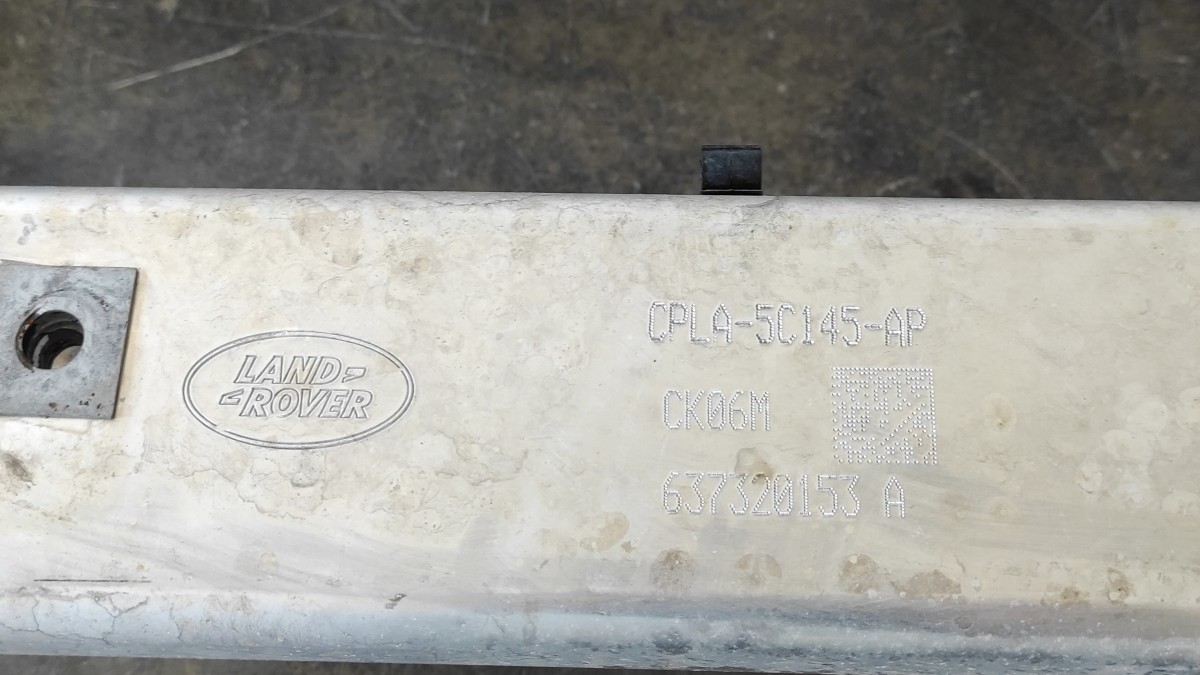 LAND
ROVER
CPLA-5C145-AP
CK06M
637320153 A